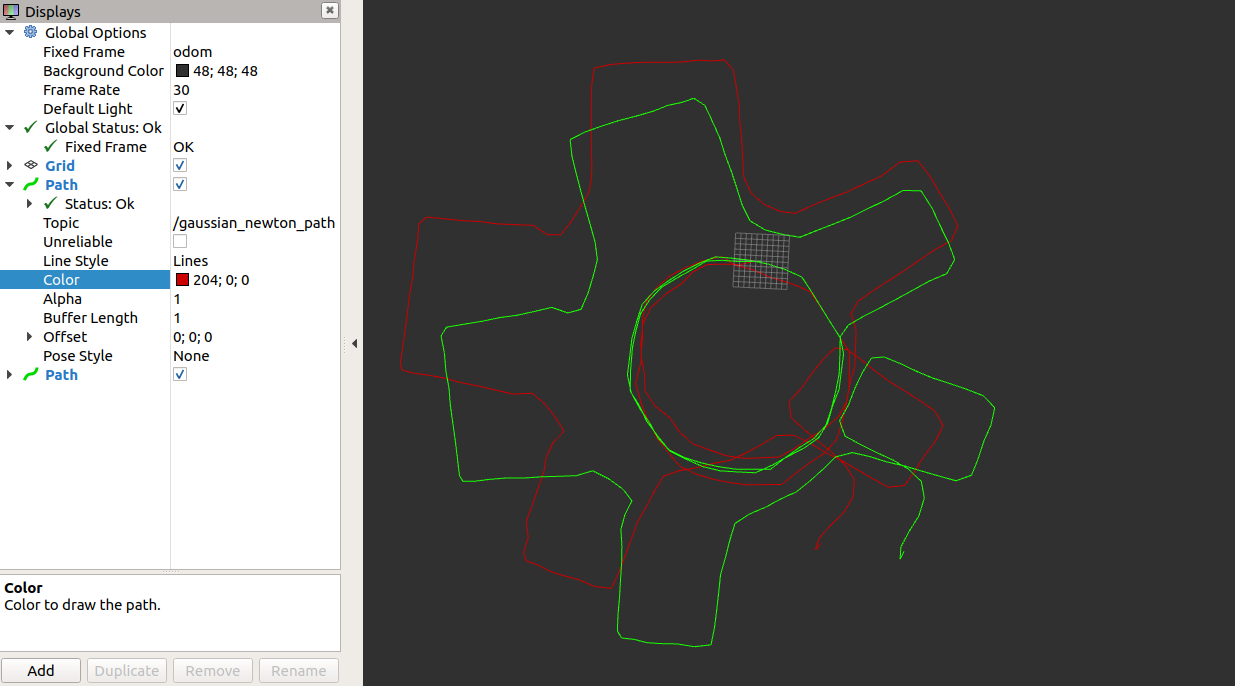 Displays
Global Options
Fixed Frame odom
Background Color 48; 48; 48
Frame Rate 30
Default Light
Global Status: Ok
Fixed Frame OK
Grid
Path
Status: Ok
Topic /gaussian_newton_path
Unreliable
Line Style Lines
Color 204; 0; 0
Alpha 1
Buffer Length 1
Offset 0; 0; 0
Pose Style None
Path
Color
Color to draw the path.
Add Duplicate Remove Rename